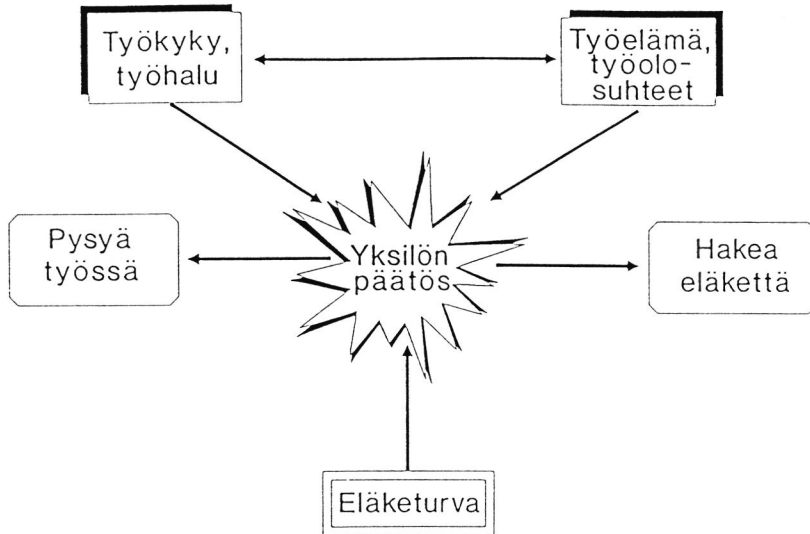 Työkyky,
työhalu
Työelämä,
työolo-
suhteet
Pysyä
työssä
Yksilön
päätös
Hakea
eläkettä
Eläketurva